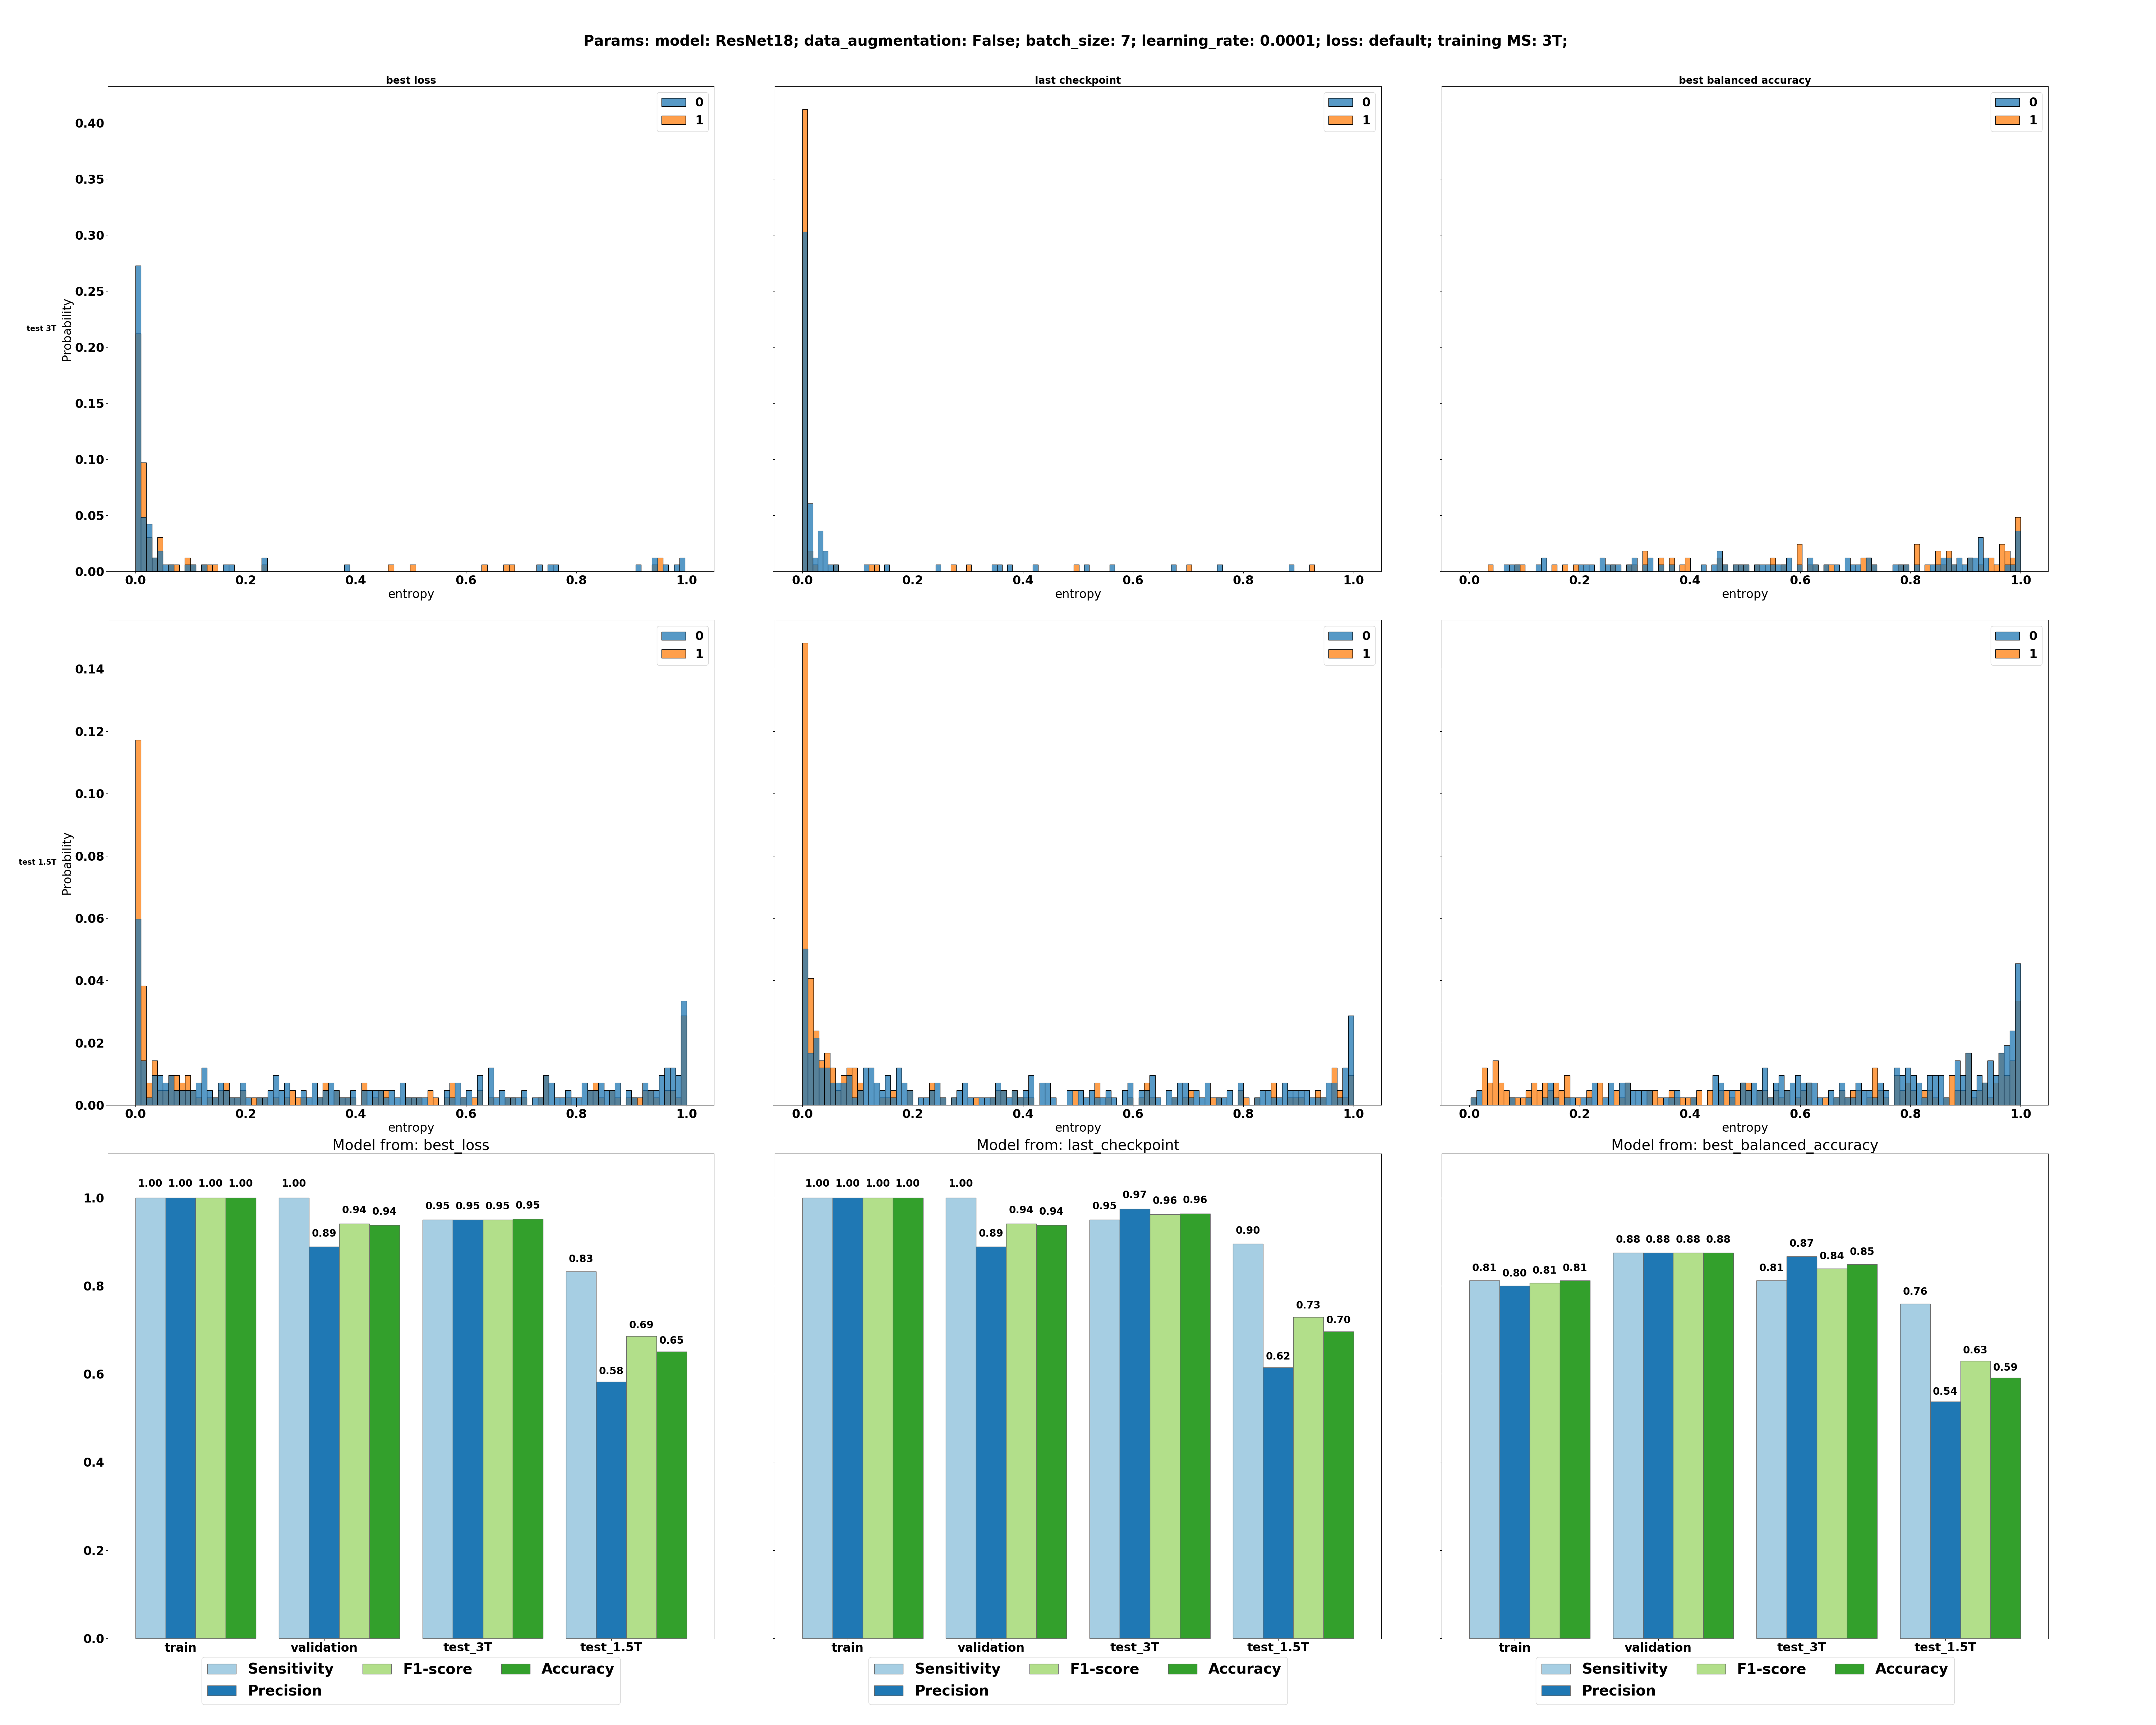 Params: model: ResNet18; data_augmentation: False; batch_size: 7; learning_rate: 0.0001; loss: default; training MS: 3T;
best loss
last checkpoint
best balanced accuracy
0
1
0
1
0
1
0.40
0.35
0.30
0.25
0.20
0.15
0.10
0.05
0.00
test 3T
Probability
0.0 0.2 0.4 0.6 0.8 1.0
entropy
0.0 0.2 0.4 0.6 0.8 1.0
entropy
0.0 0.2 0.4 0.6 0.8 1.0
entropy
0
1
0
1
0
1
0.14
0.12
0.10
0.08
0.06
0.04
0.02
0.00
test 1.5T
Probability
0.0 0.2 0.4 0.6 0.8 1.0
entropy
0.0 0.2 0.4 0.6 0.8 1.0
entropy
0.0 0.2 0.4 0.6 0.8 1.0
entropy
Model from: best_loss
1.0
0.8
0.6
0.4
0.2
0.0
1.00 1.00 1.00 1.00
1.00 0.89 0.94 0.94
0.95 0.95 0.95 0.95
0.83 0.58 0.69 0.65
train validation test_3T test_1.5T
Sensitivity F1-score Accuracy
Precision
Model from: last_checkpoint
1.00 1.00 1.00 1.00
1.00 0.89 0.94 0.94
0.95 0.97 0.96 0.96
0.90 0.62 0.73 0.70
train validation test_3T test_1.5T
Sensitivity F1-score Accuracy
Precision
Model from: best_balanced_accuracy
0.81 0.80 0.81 0.81
0.88 0.88 0.88 0.88
0.81 0.87 0.84 0.85
0.76 0.54 0.63 0.59
train validation test_3T test_1.5T
Sensitivity F1-score Accuracy
Precision